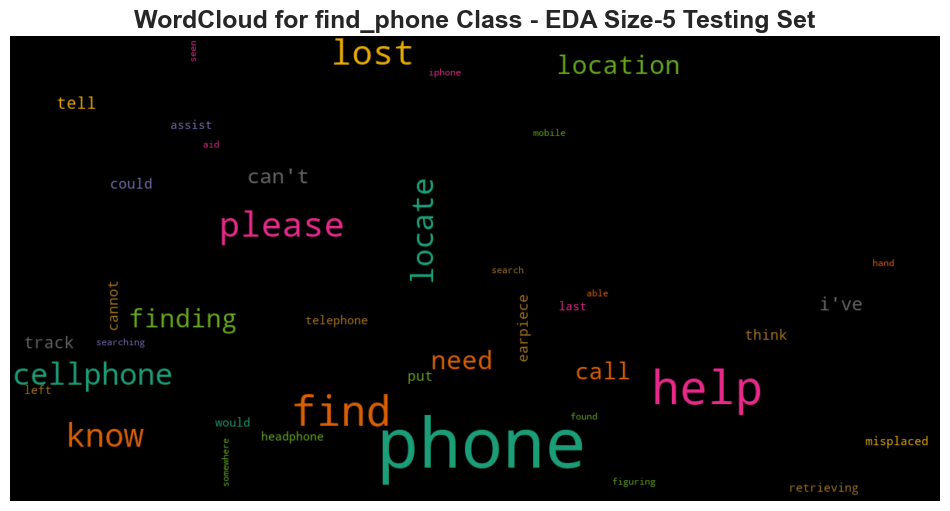 WordCloud for find_phone Class - EDA Size-5 Testing Set
seen
lost
iphone
location
tell
assist
aid
mobile
could
can't
please
locate
search
hand
able
last
i've
cannot
finding
telephone
earpiece
think
track
searching
need
call
cellphone
left
put
help
find
know
would
headphone
found
phone
misplaced
somewhere
figuring
retrieving